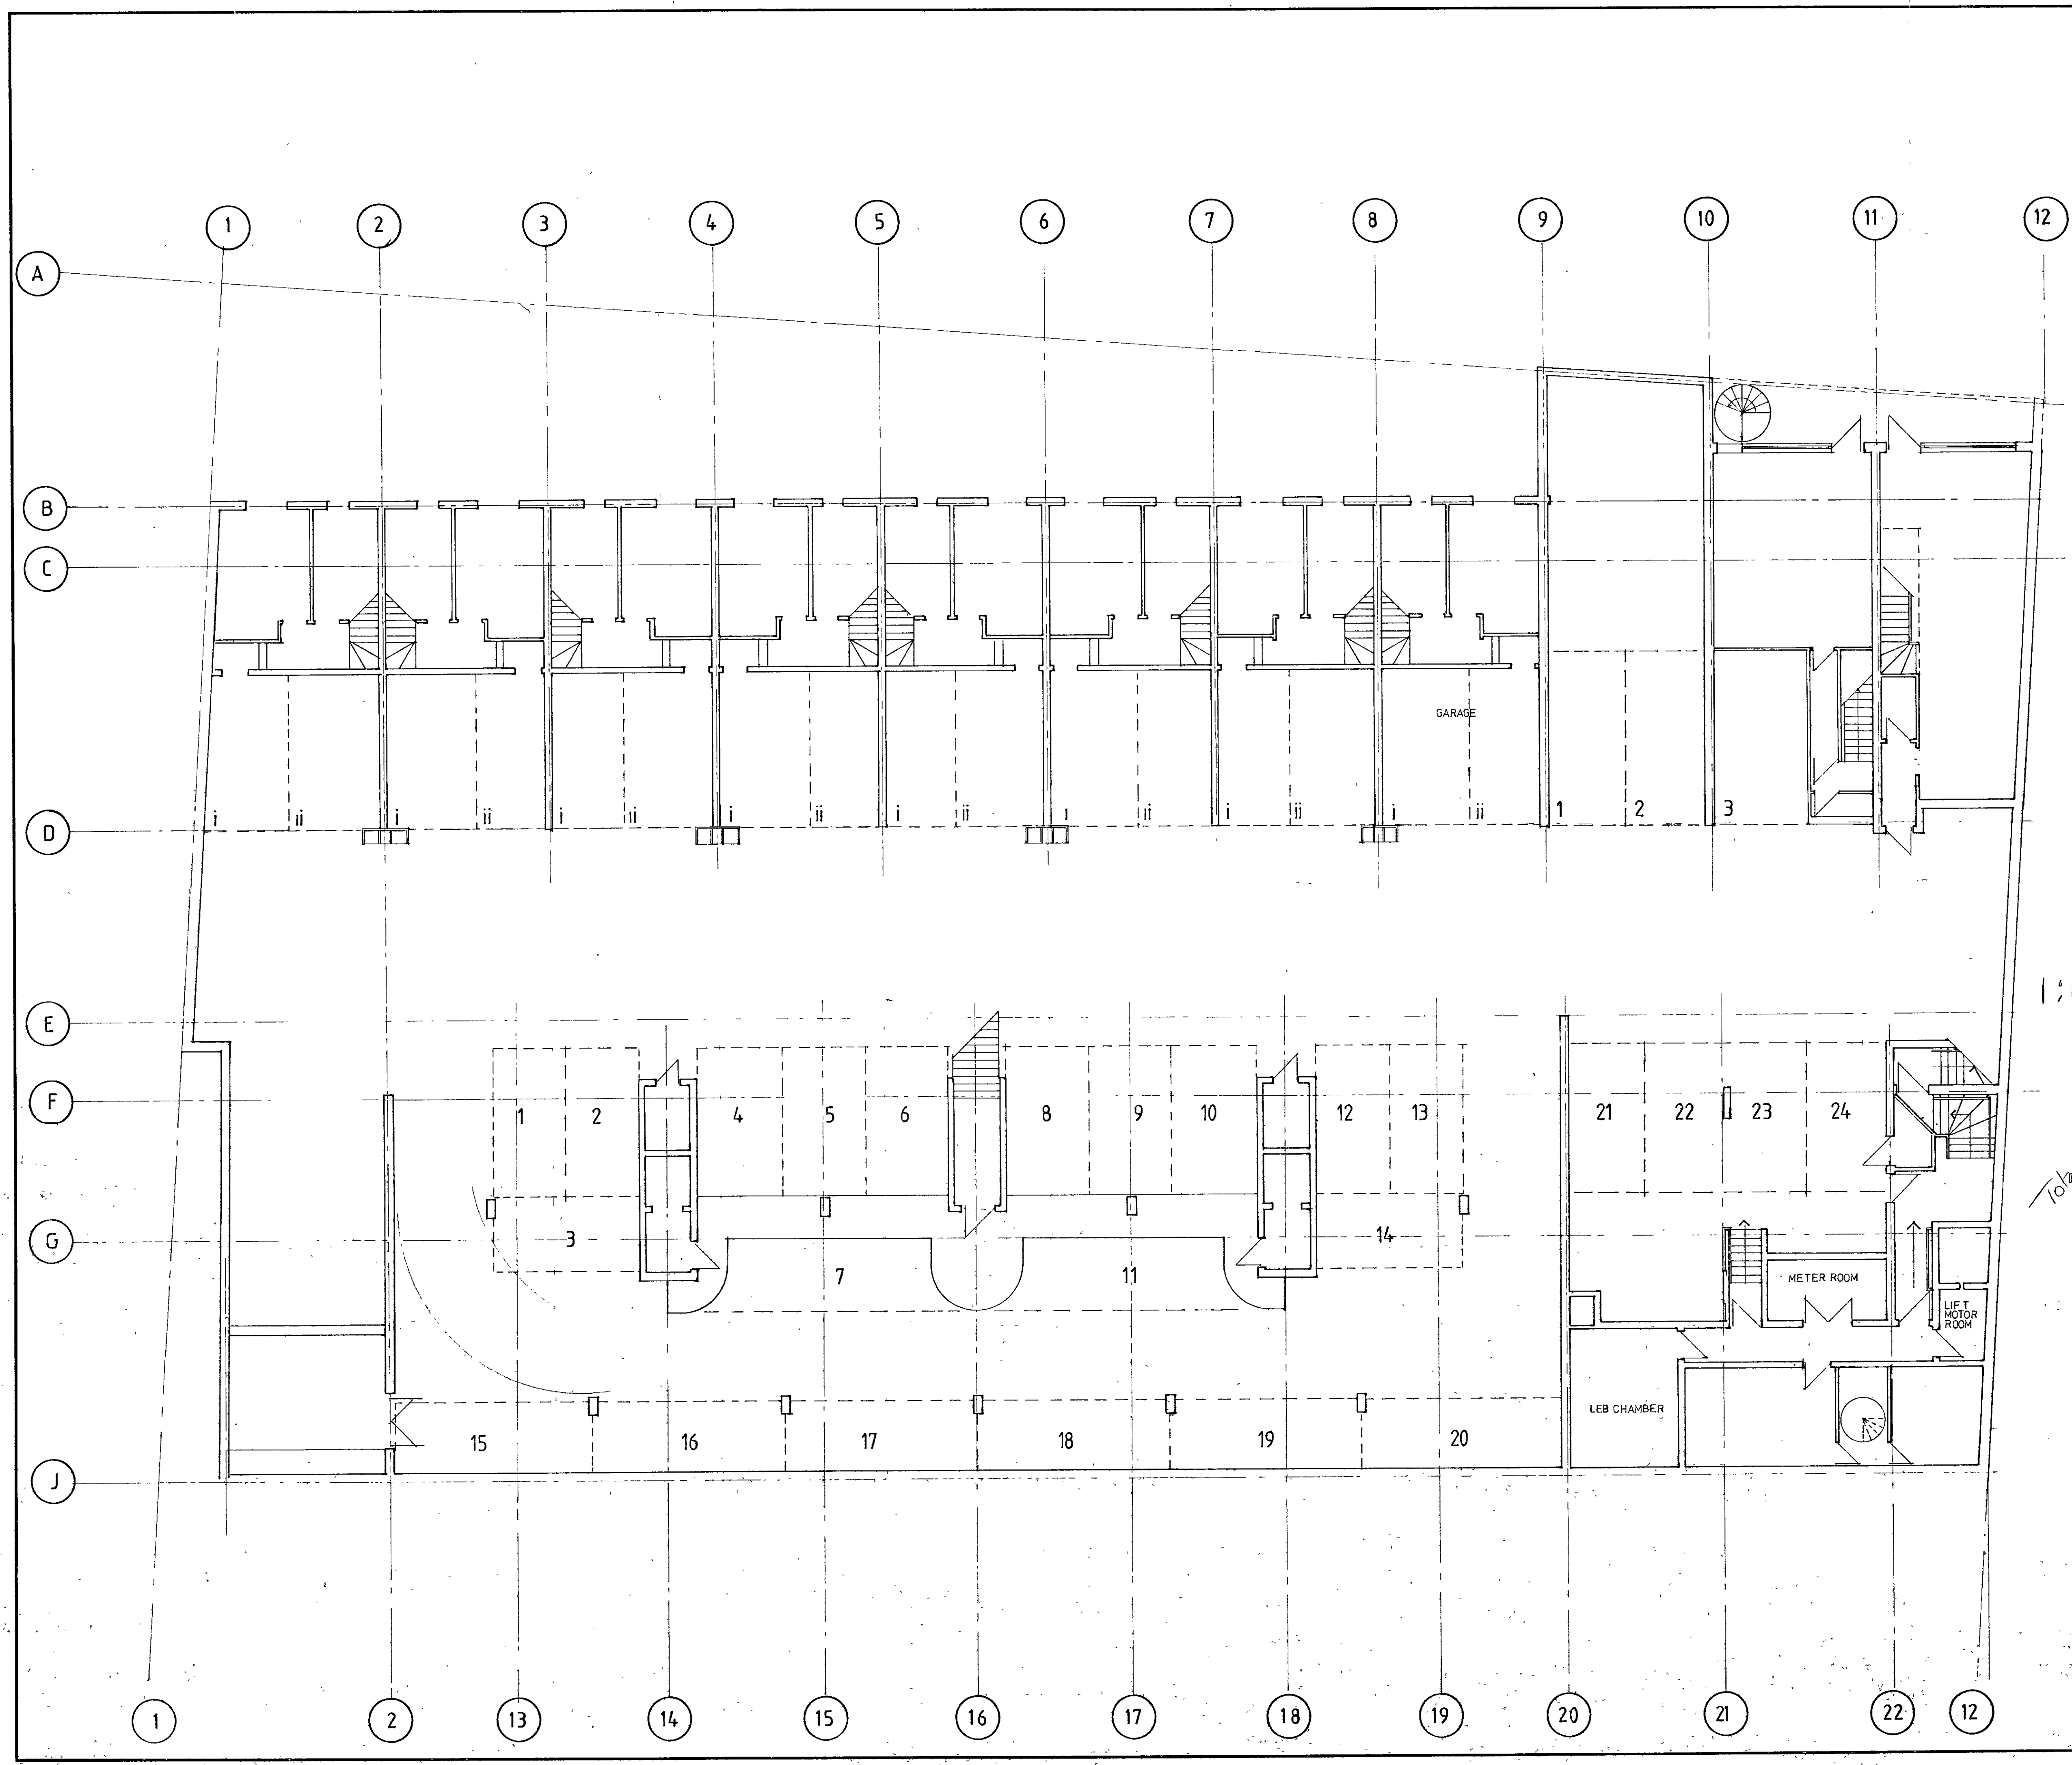 1 2 3 4 5 6 7 8 9 10 11 12
A
B
C
GARAGE
i ii i ii i ii i ii i ii i ii i ii i ii 1 2 3
D
E
F
1 2 4 5 6 8 9 10 12 13 21 22 23 24
G
3 14
7 11
METER ROOM
LIFT
MOTOR
ROOM
LEB CHAMBER
15 16 17 18 19 20
J
1 2 13 14 15 16 17 18 19 20 21 22 12